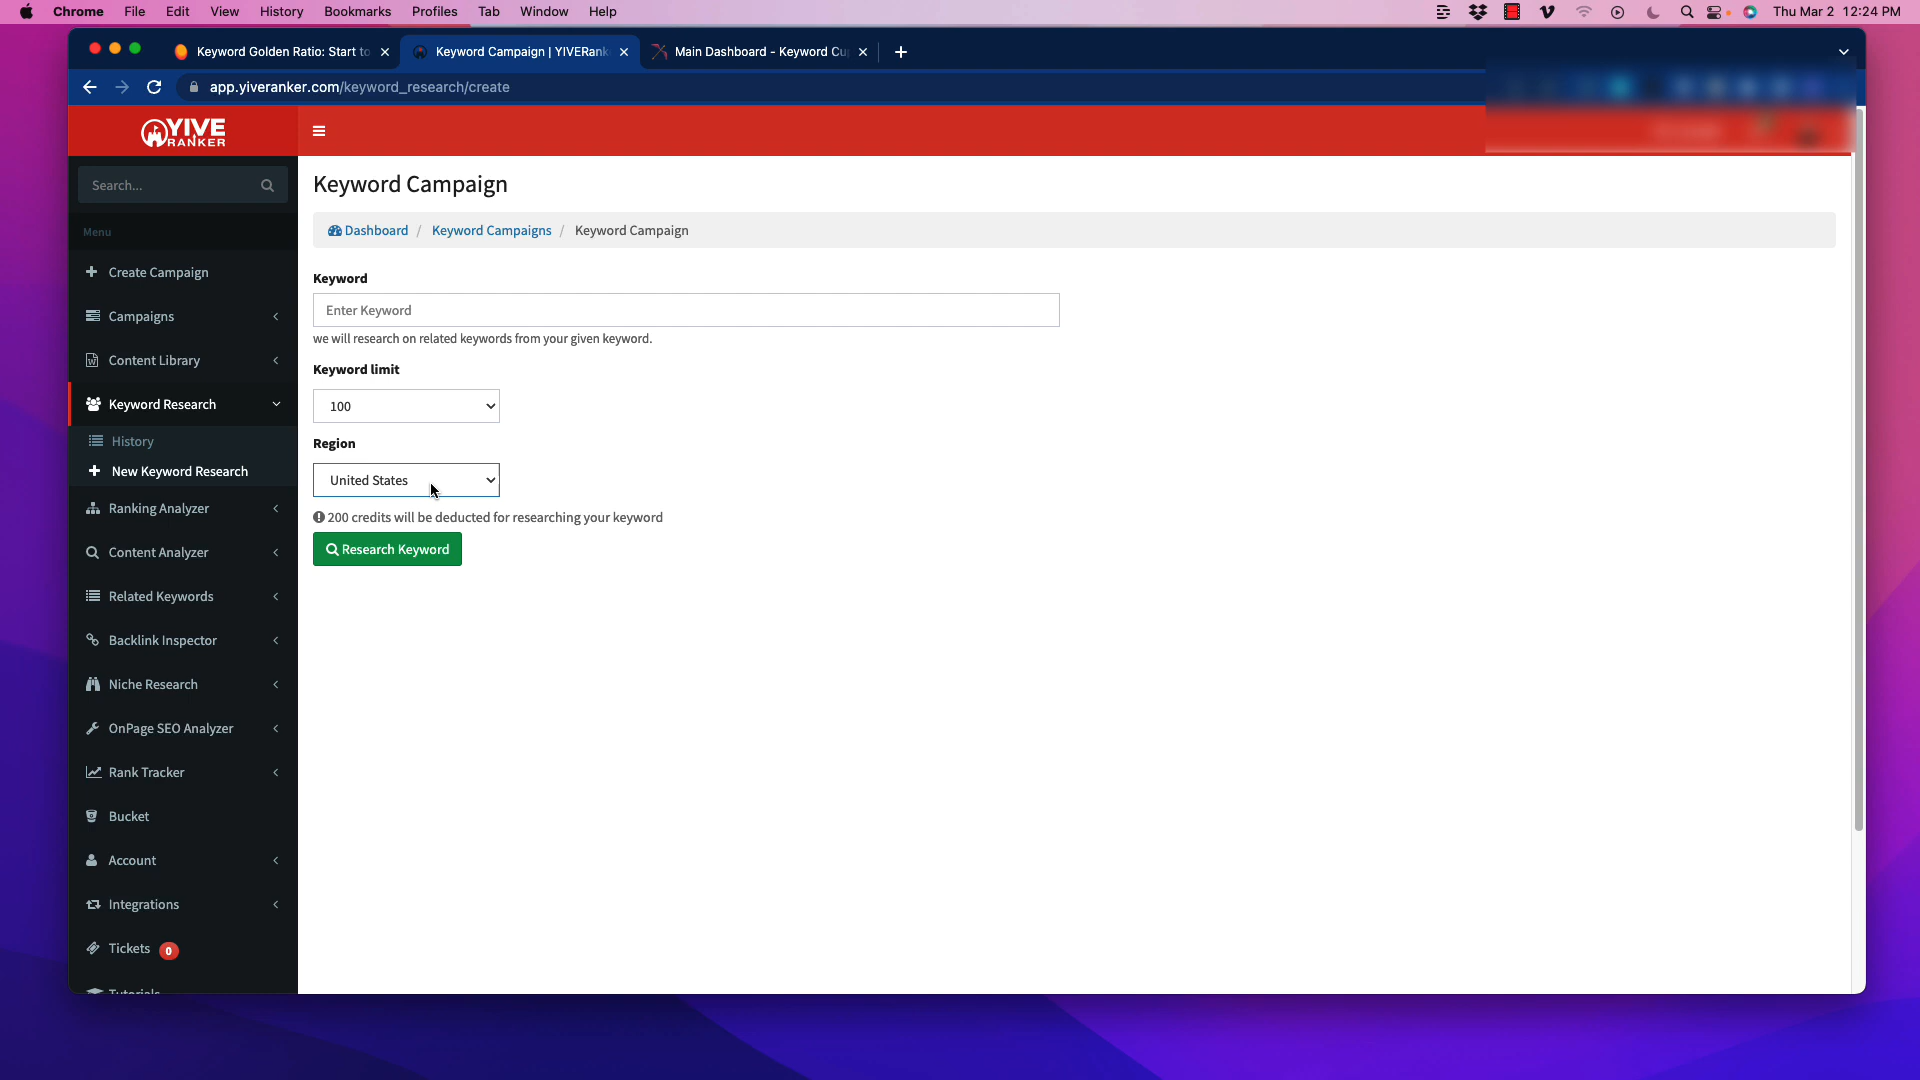 Chrome File Edit View History Bookmarks Profiles Tab Window Help Thu Mar 2 12:24 PM
Keyword Golden Ratio: Start to Keyword Campaign | YIVERank Main Dashboard - Keyword Cu
app.yiveranker.com/keyword_research/create
YIVE
RANKER
Search...
Menu
Create Campaign
Campaigns
Content Library
Keyword Research
History
New Keyword Research
Ranking Analyzer
Content Analyzer
Related Keywords
Backlink Inspector
Niche Research
OnPage SEO Analyzer
Rank Tracker
Bucket
Account
Integrations
Tickets 0
Tutorials
Keyword Campaign
Dashboard / Keyword Campaigns / Keyword Campaign
Keyword
Enter Keyword
we will research on related keywords from your given keyword.
Keyword limit
100
Region
United States
200 credits will be deducted for researching your keyword
Research Keyword